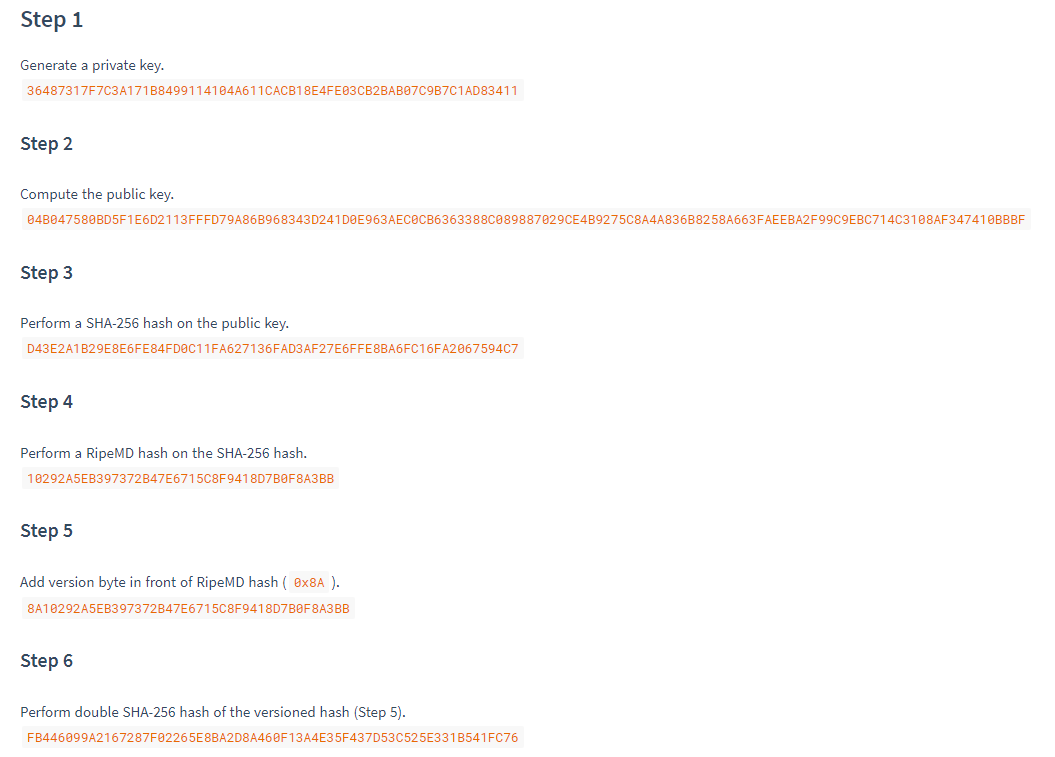 Step 1
Generate a private key.
36487317F7C3A171B8499114104A611CACB18E4FE03CB2BAB07C9B7C1AD83411
Step 2
Compute the public key.
04B047580BD5F1E6D2113FFFD79A86B968343D241D0E963AEC0CB6363388C089887029CE4B9275C8A4A836B8258A663FAEEBA2F99C9EBC714C3108AF347410BBBF
Step 3
Perform a SHA-256 hash on the public key.
D43E2A1B29E8E6FE84FD0C11FA627136FAD3AF27E6FFE8BA6FC16FA2067594C7
Step 4
Perform a RipeMD hash on the SHA-256 hash.
10292A5EB397372B47E6715C8F9418D7B0F8A3BB
Step 5
Add version byte in front of RipeMD hash ( 0x8A ).
8A10292A5EB397372B47E6715C8F9418D7B0F8A3BB
Step 6
Perform double SHA-256 hash of the versioned hash (Step 5).
FB446099A2167287F02265E8BA2D8A460F13A4E35F437D53C525E331B541FC76